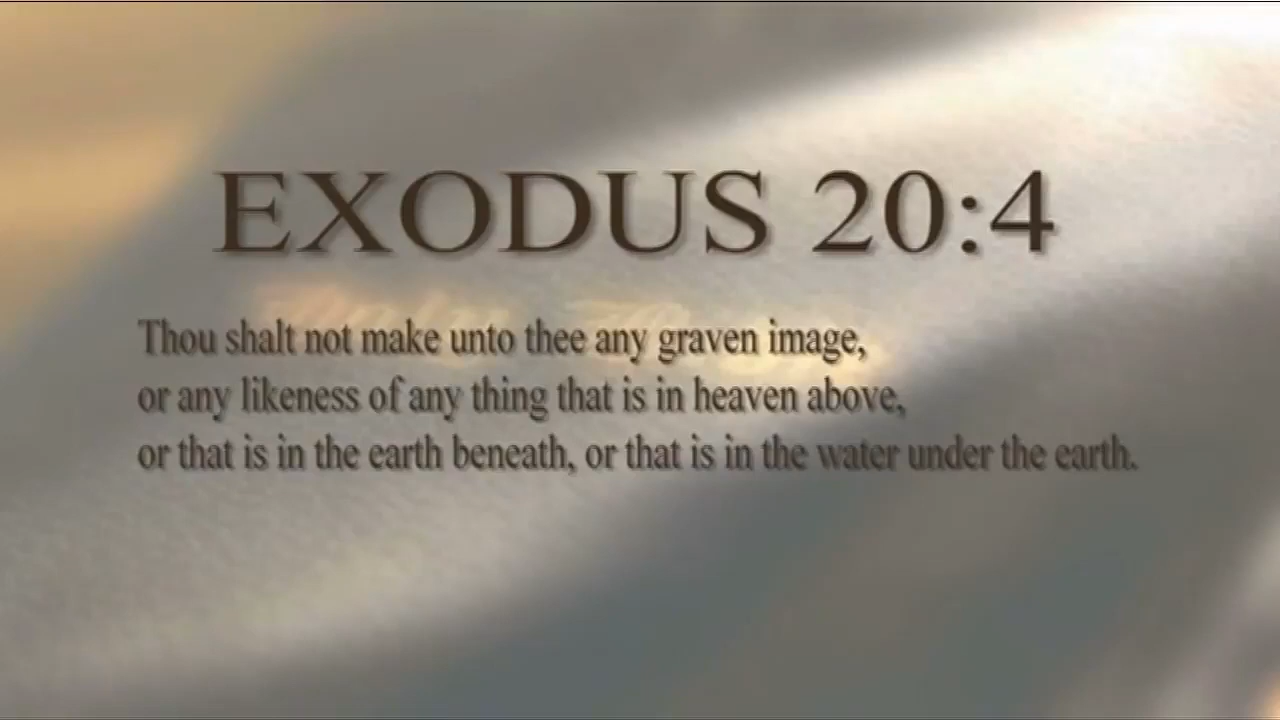 EXODUS 20:4
Thou shalt not make unto thee any graven image,
or any likeness of any thing that is in heaven above,
or that is in the earth beneath, or that is in the water under the earth.